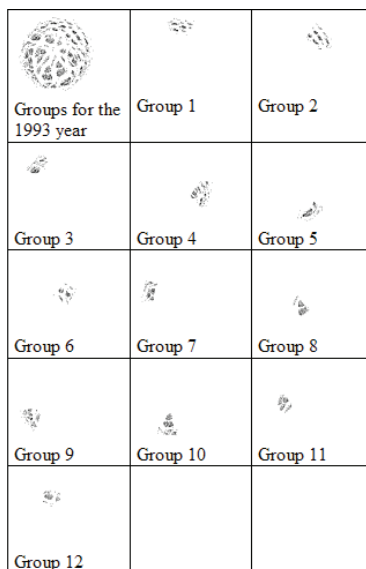 Groups for the
1993 year
Group 1
Group 2
Group 3
Group 4
Group 5
Group 6
Group 7
Group 8
Group 9
Group 10
Group 11
Group 12